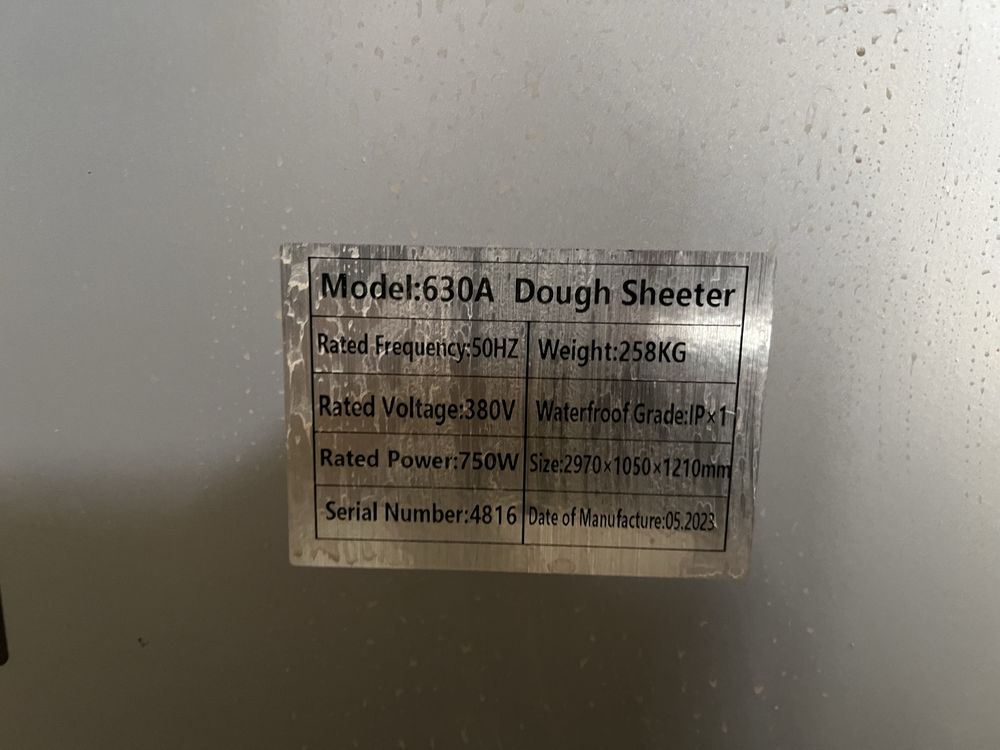 Model:630A Dough Sheeter
Rated Frequency:50HZ Weight:258KG
Rated Voltage:380V Waterfroof Grade:IP×1
Rated Power:750W Size:2970×1050×1210mm
Serial Number:4816 Date of Manufacture:05.2023